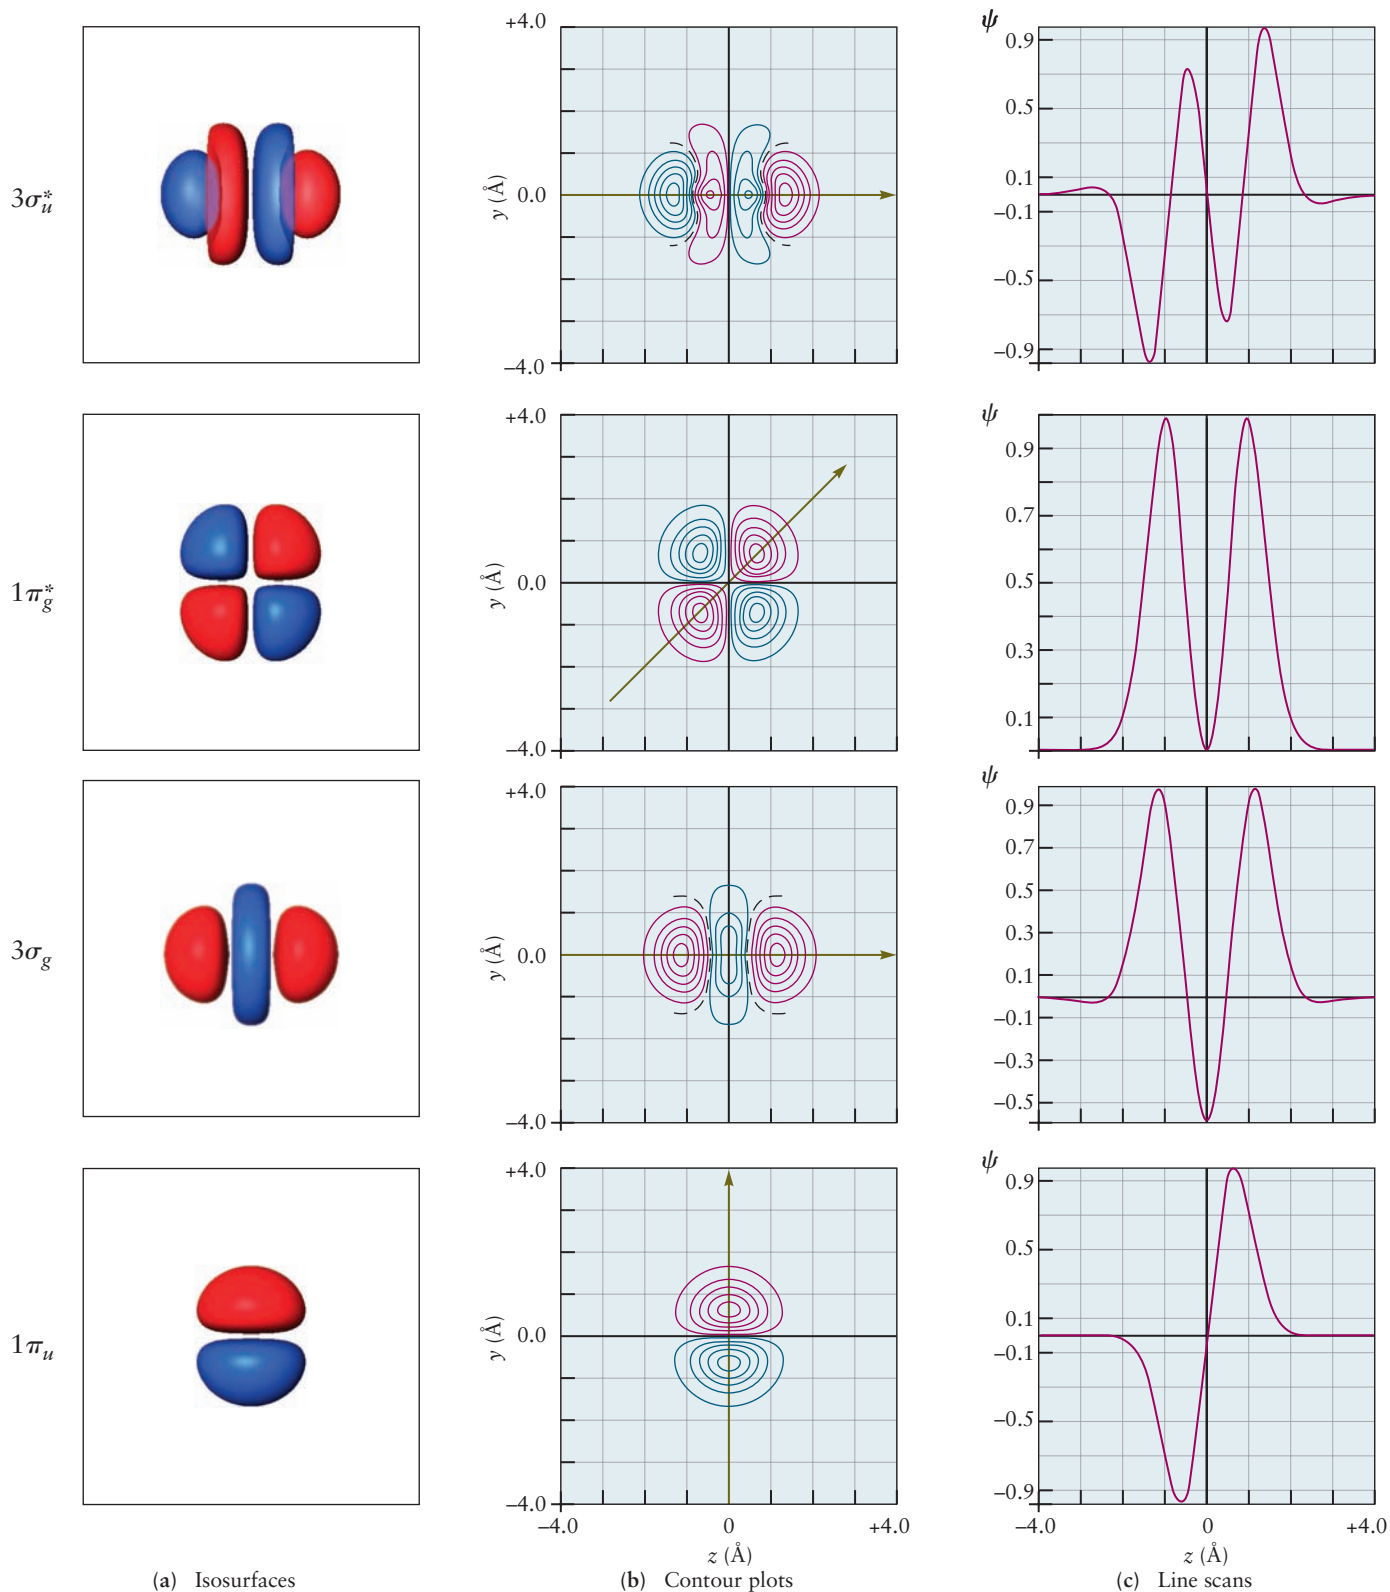 3σ*u
+4.0
y (Å)
0.0
−4.0
ψ
0.9
0.5
0.1
−0.1
−0.5
−0.9
1π*g
+4.0
y (Å)
0.0
−4.0
ψ
0.9
0.7
0.5
0.3
0.1
3σg
+4.0
y (Å)
0.0
−4.0
ψ
0.9
0.7
0.5
0.3
0.1
−0.1
−0.3
−0.5
1πu
+4.0
y (Å)
0.0
−4.0
−4.0 0 +4.0
z (Å)
ψ
0.9
0.5
0.1
−0.1
−0.5
−0.9
−4.0 0 +4.0
z (Å)
(a) Isosurfaces
(b) Contour plots
(c) Line scans